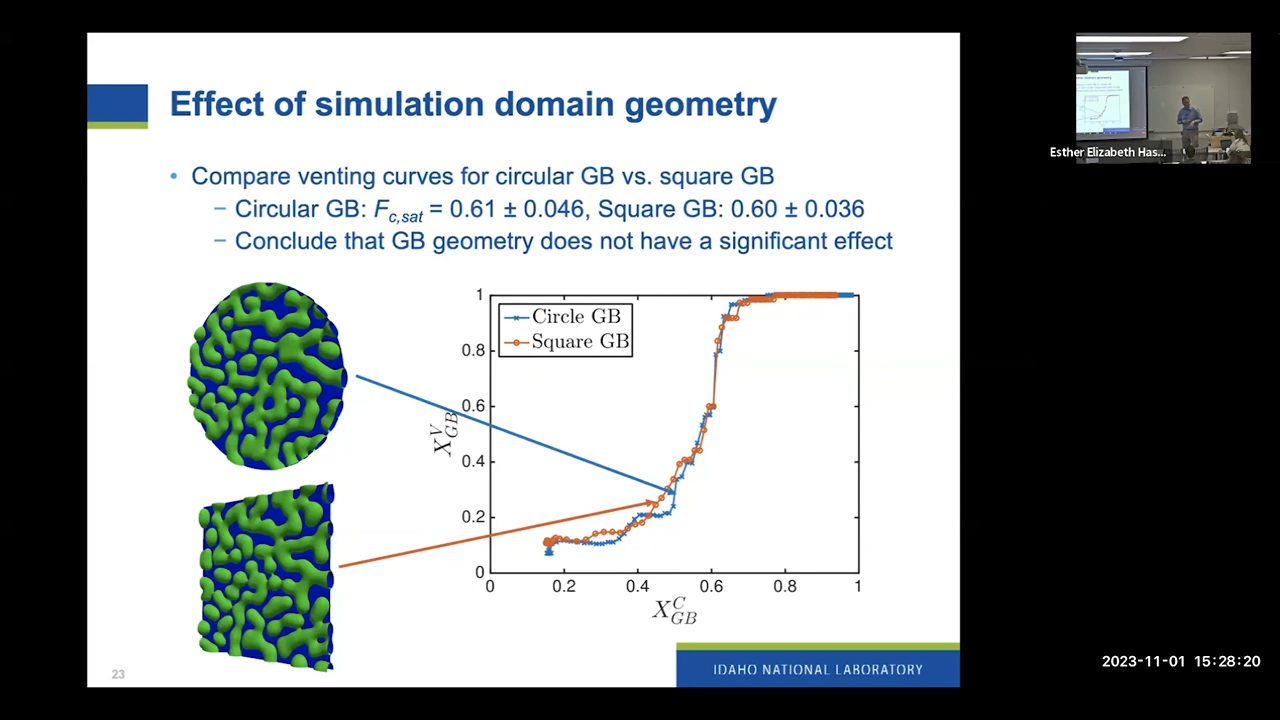 Effect of simulation domain geometry
• Compare venting curves for circular GB vs. square GB
− Circular GB: Fc,sat = 0.61 ± 0.046, Square GB: 0.60 ± 0.036
− Conclude that GB geometry does not have a significant effect
Circle GB
Square GB
1
0.8
0.6
0.4
0.2
0
X^V_GB
0 0.2 0.4 0.6 0.8 1
X^C_GB
23
IDAHO NATIONAL LABORATORY
Esther Elizabeth Has...
2023-11-01 15:28:20